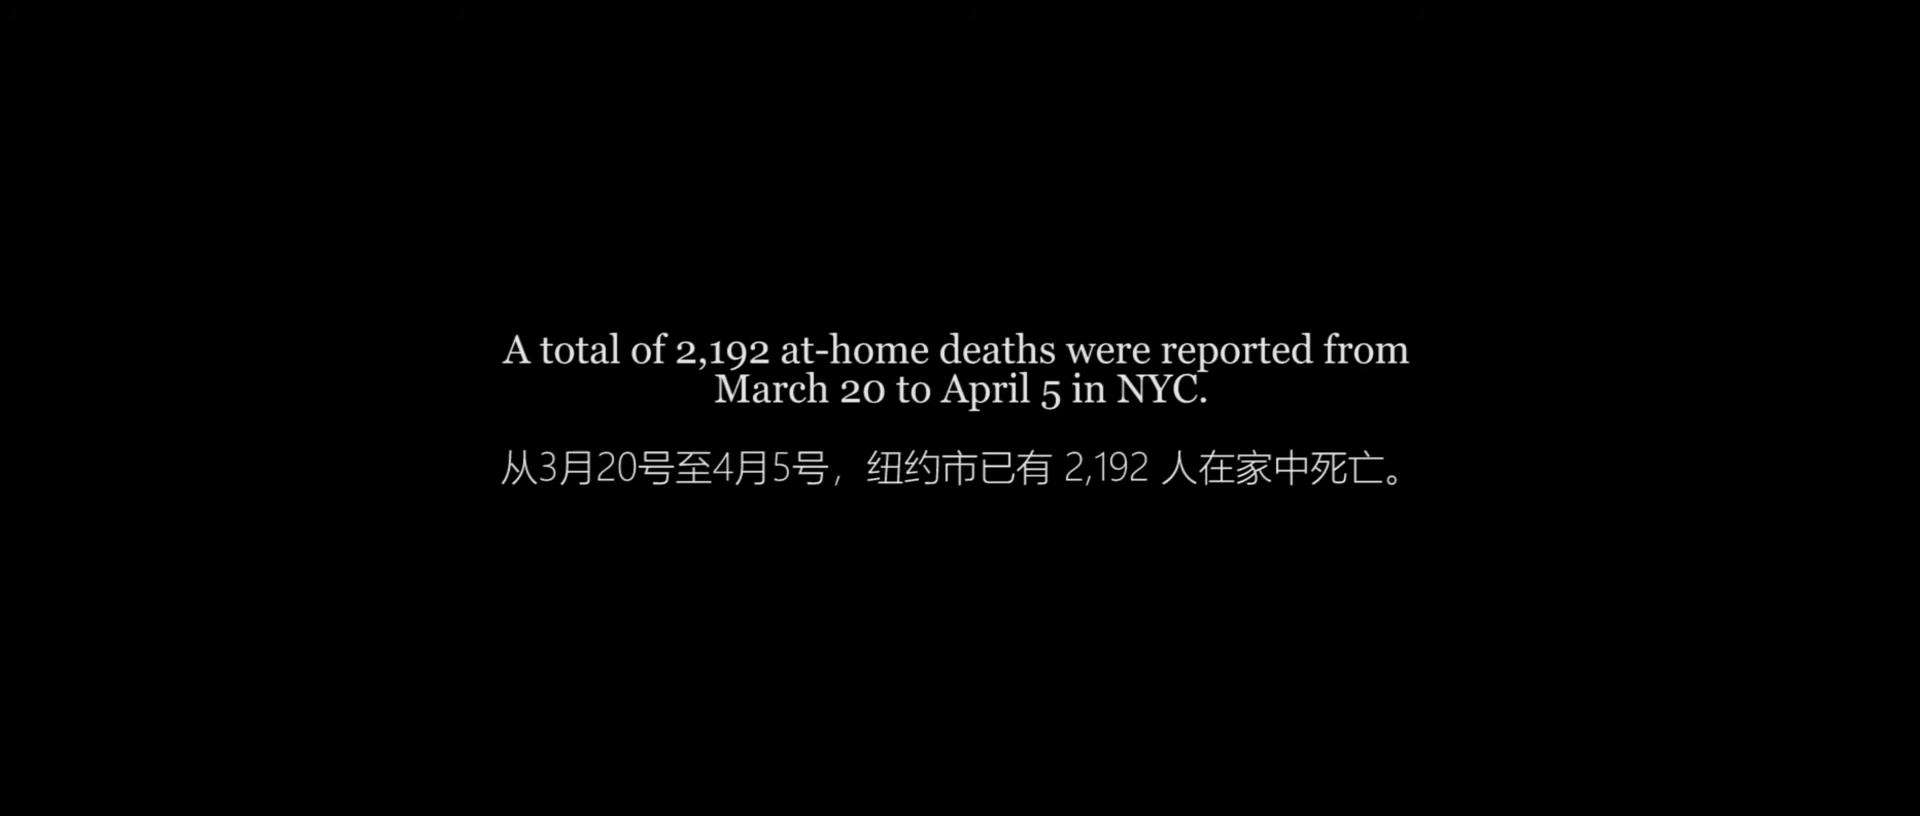 A total of 2,192 at-home deaths were reported from
March 20 to April 5 in NYC.
从3月20号至4月5号，纽约市已有 2,192 人在家中死亡。